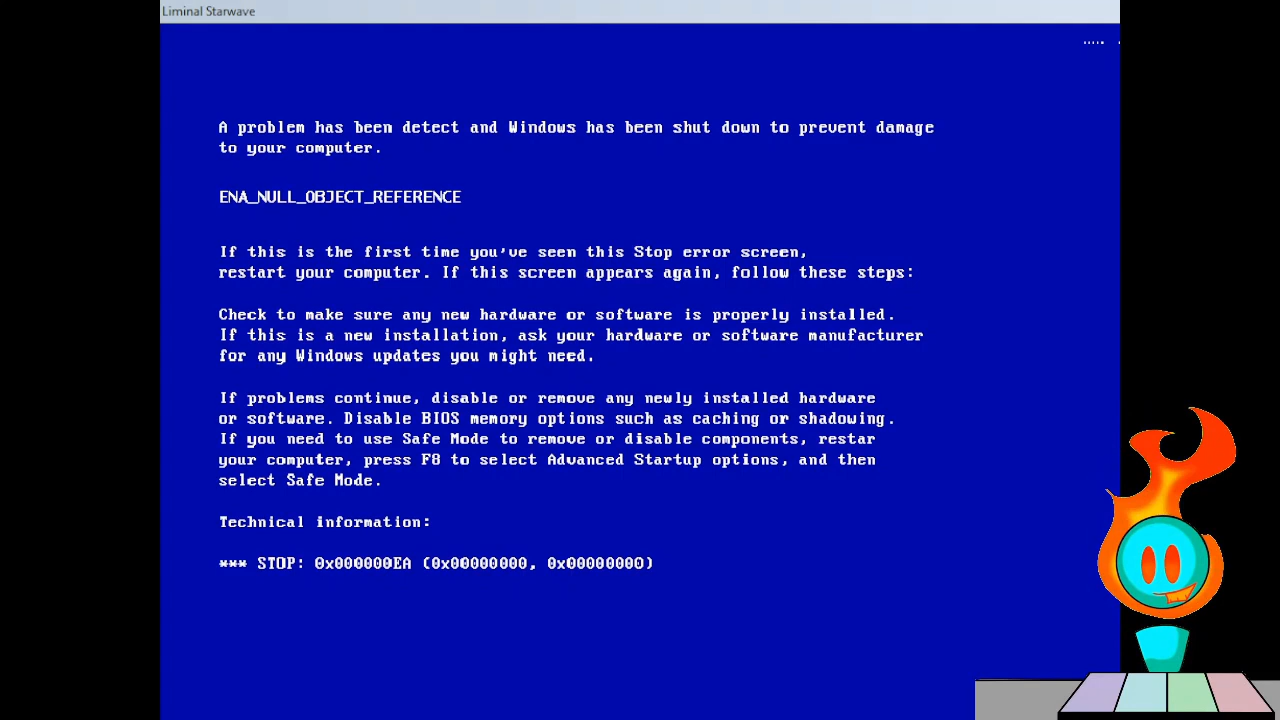 Liminal Starwave
A problem has been detect and Windows has been shut down to prevent damage
to your computer.
ENA_NULL_OBJECT_REFERENCE
If this is the first time you've seen this Stop error screen,
restart your computer. If this screen appears again, follow these steps:
Check to make sure any new hardware or software is properly installed.
If this is a new installation, ask your hardware or software manufacturer
for any Windows updates you might need.
If problems continue, disable or remove any newly installed hardware
or software. Disable BIOS memory options such as caching or shadowing.
If you need to use Safe Mode to remove or disable components, restar
your computer, press F8 to select Advanced Startup options, and then
select Safe Mode.
Technical information:
*** STOP: 0x000000EA (0x00000000, 0x00000000)